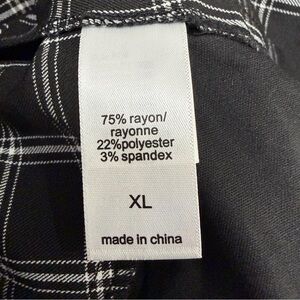 75% rayon/
rayonne
22%polyester
3% spandex
XL
made in china